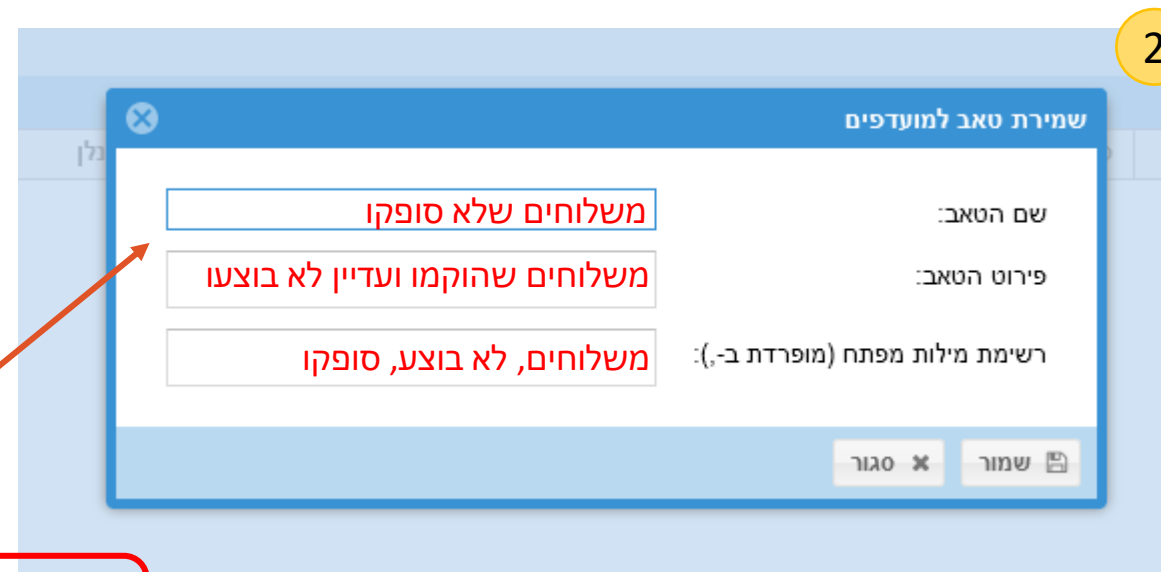 2
שמירת טאב למועדפים
שם הטאב:
משלוחים שלא סופקו
פירוט הטאב:
משלוחים שהוקמו ועדיין לא בוצעו
רשימת מילות מפתח (מופרדת ב-,):
משלוחים, לא בוצע, סופקו
שמור
סגור